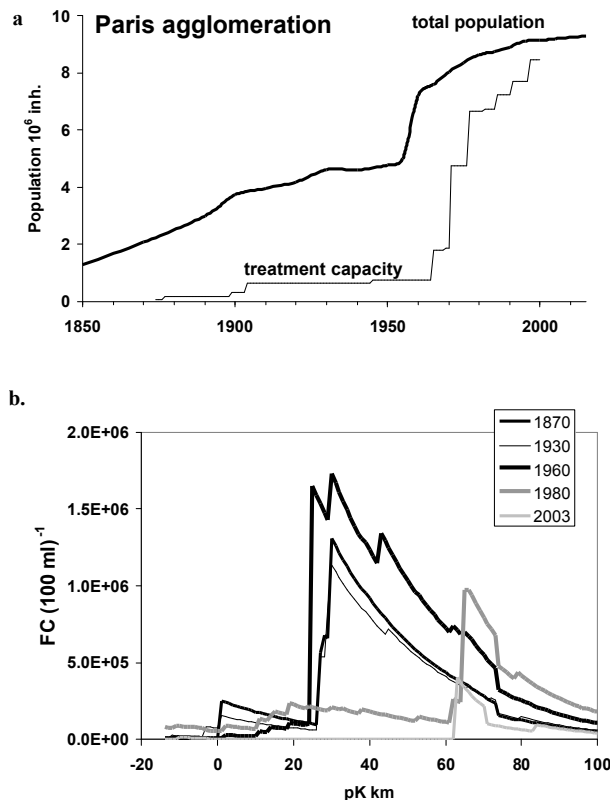 a
Paris agglomeration
total population
10
8
6
4
2
0
Population 10⁶ inh.
treatment capacity
1850
1900
1950
2000
b.
1870
1930
1960
1980
2003
2.0E+06
1.5E+06
1.0E+06
5.0E+05
0.0E+00
FC (100 ml)⁻¹
-20
0
20
40
60
80
100
pK km